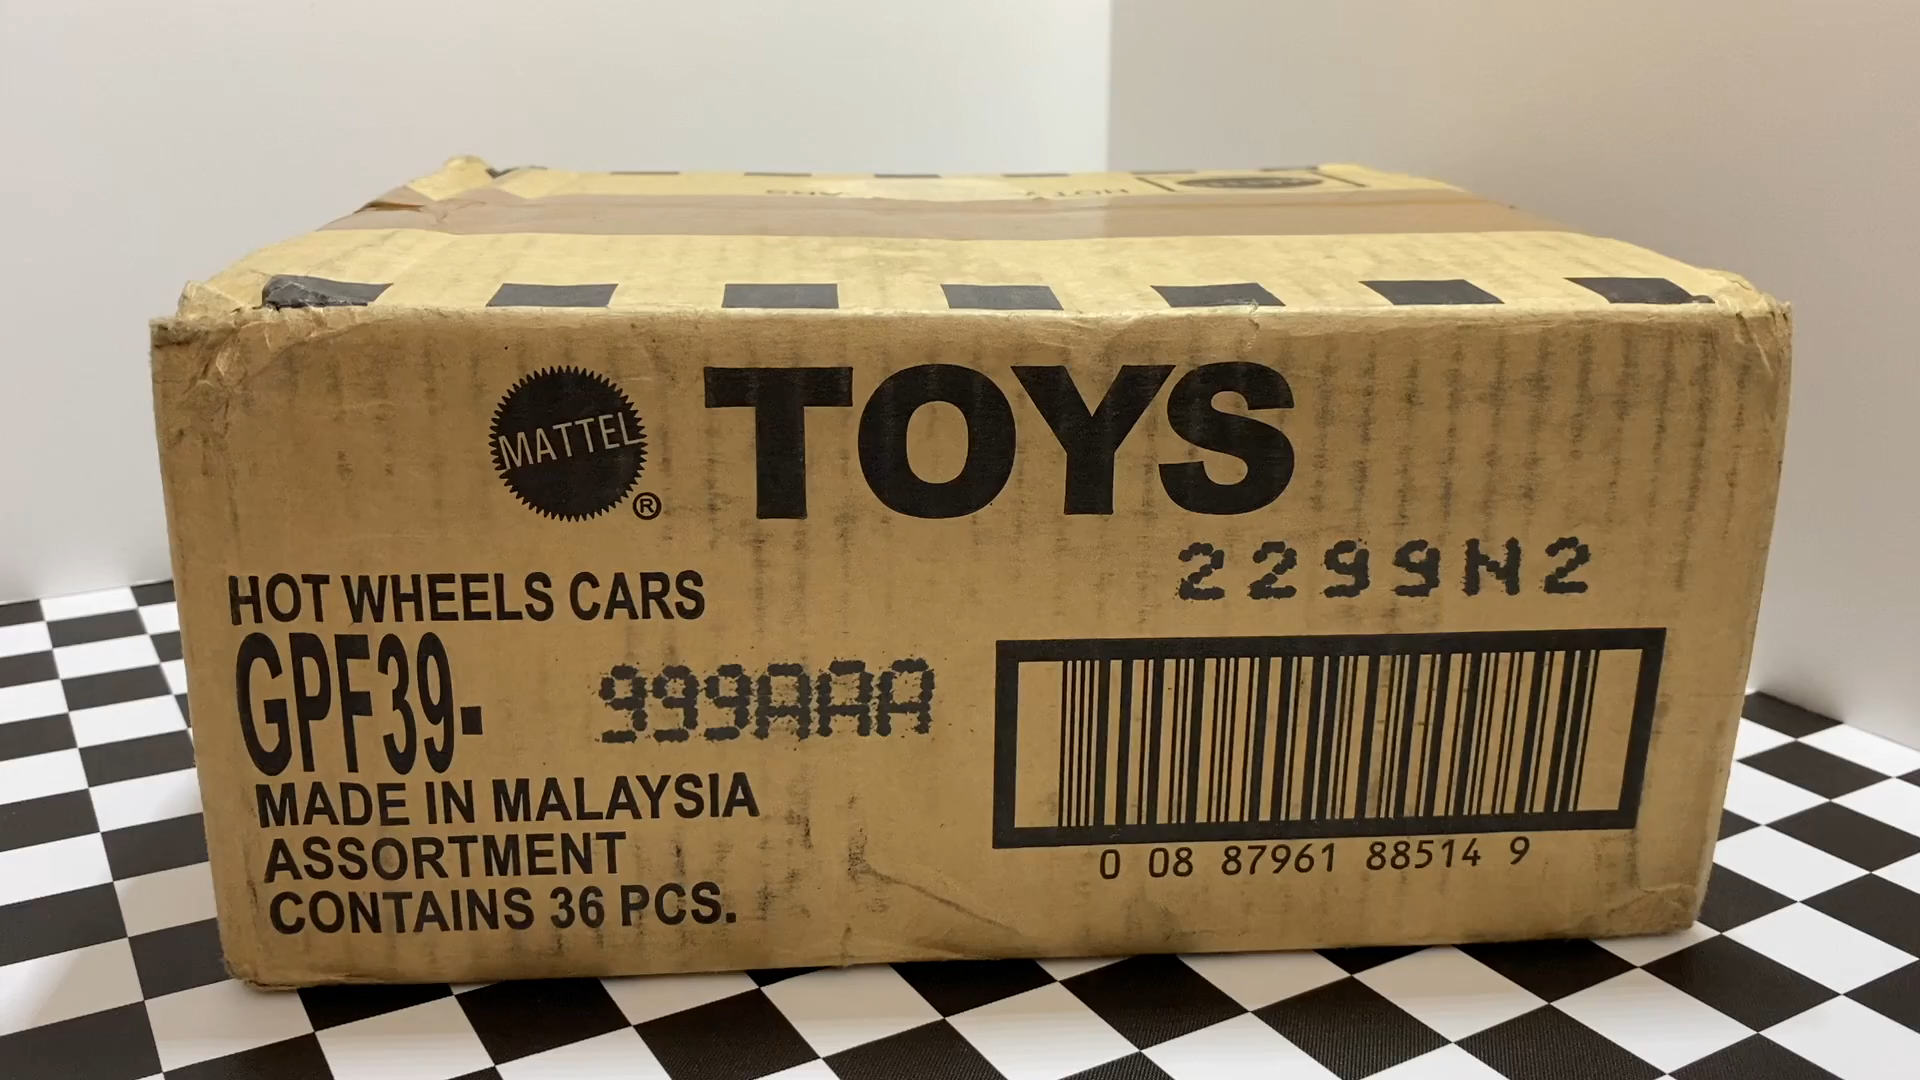 MATTEL ® TOYS
2299N2
HOT WHEELS CARS
GPF39- 999AAA
MADE IN MALAYSIA
ASSORTMENT
CONTAINS 36 PCS.
0 08 87961 88514 9